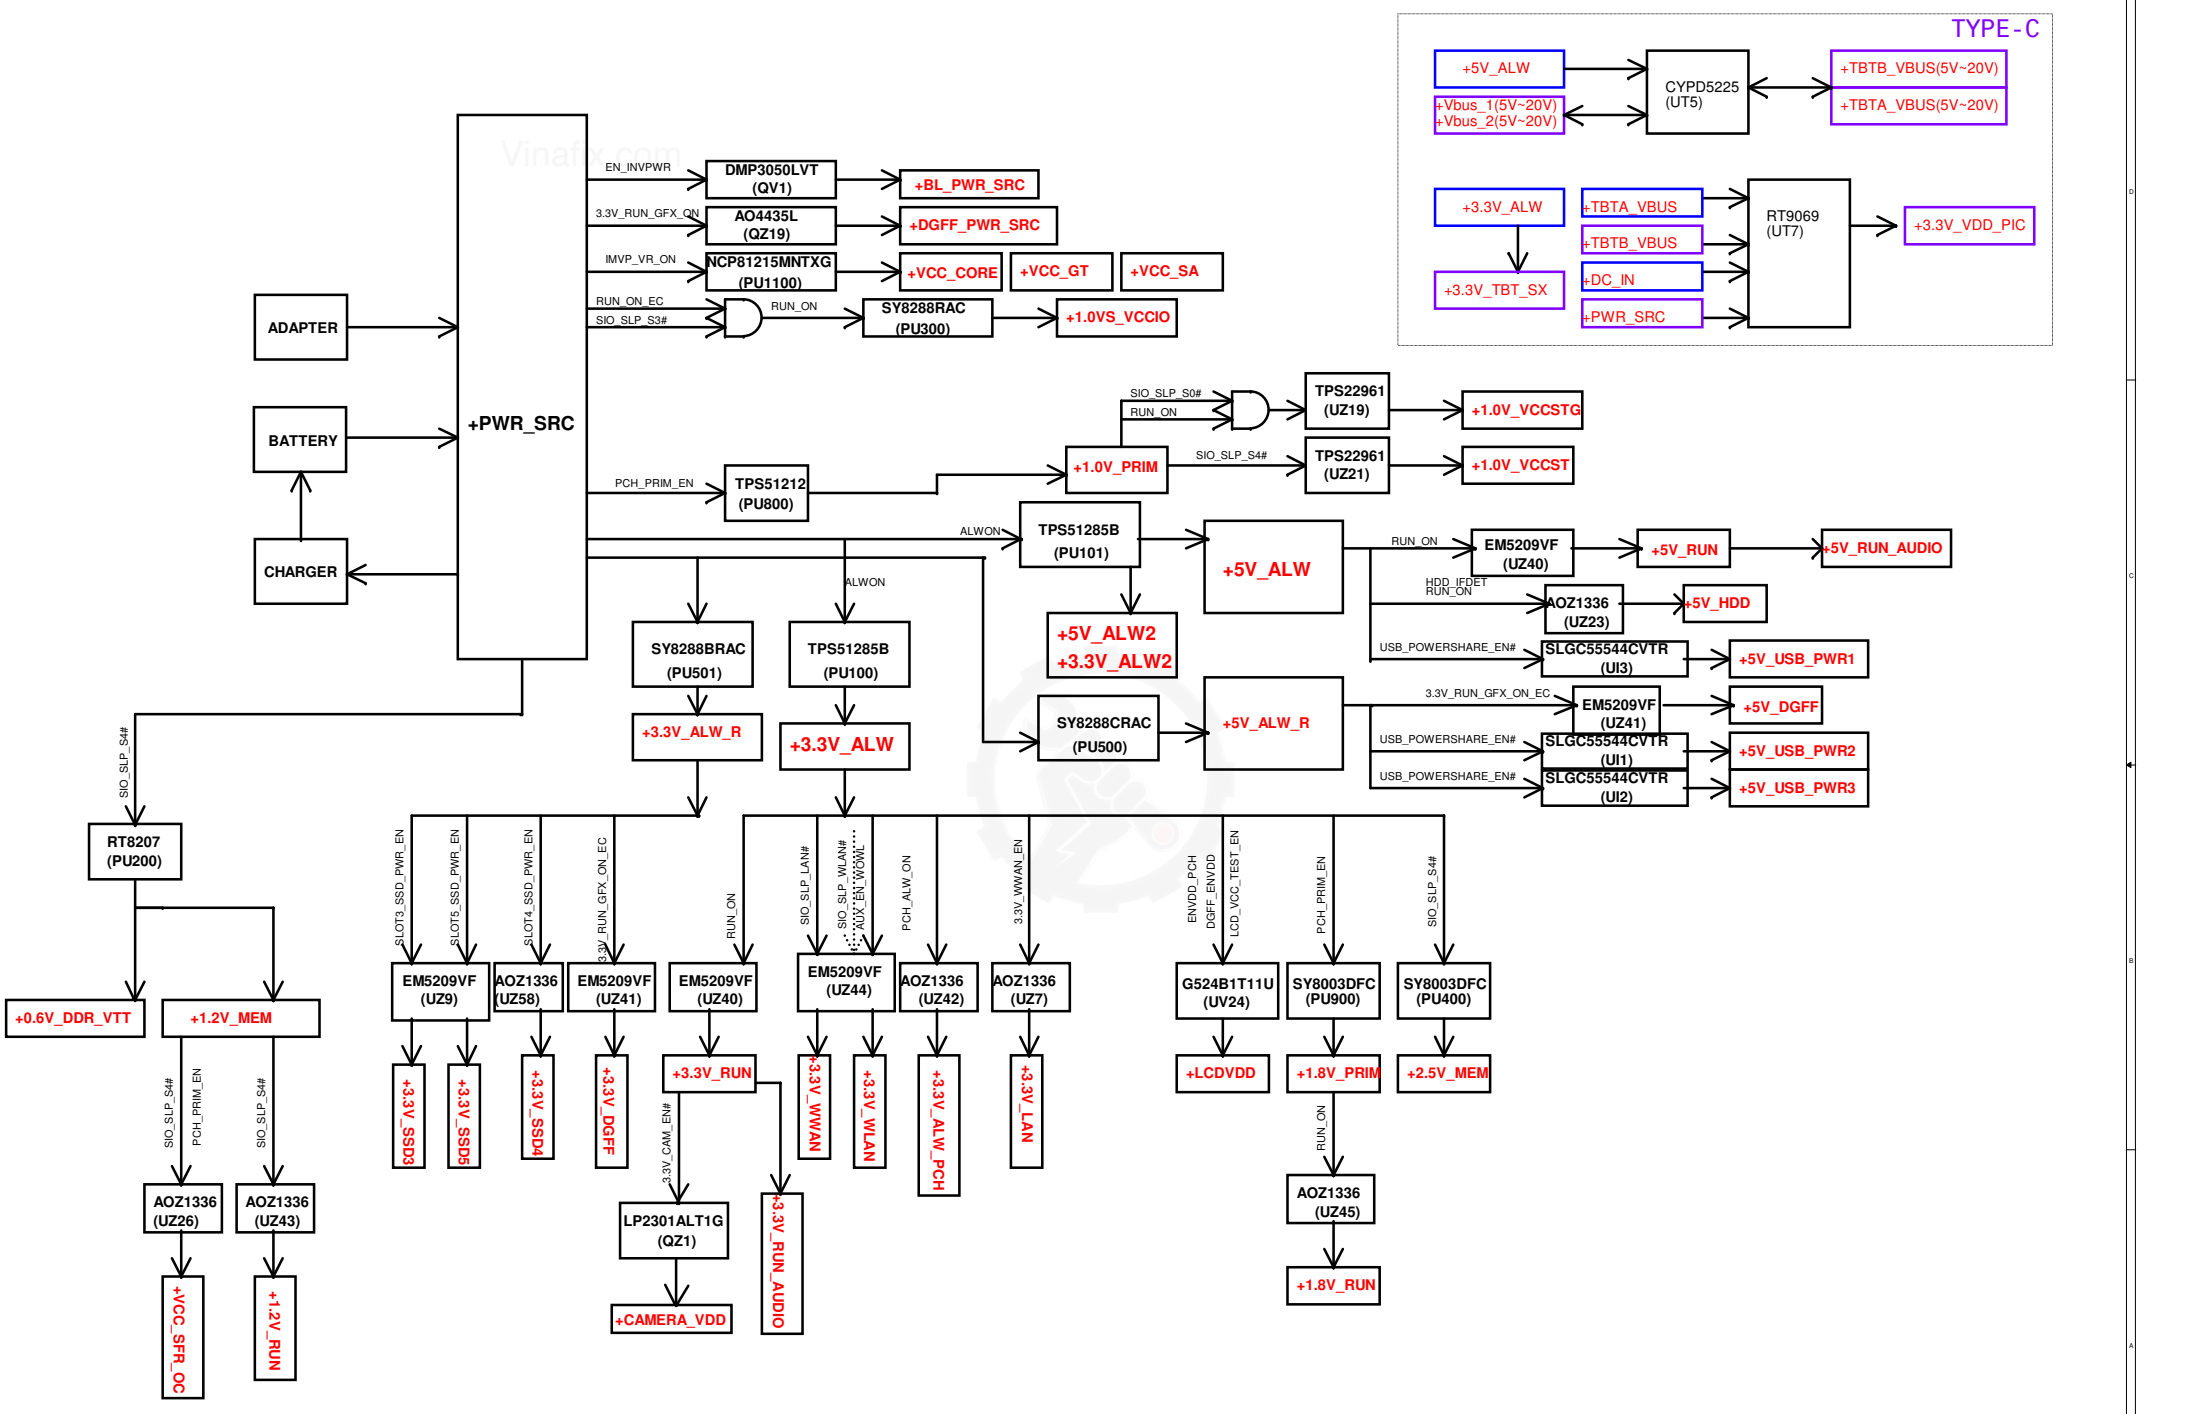 TYPE-C
+5V_ALW
+Vbus_1(5V~20V)
+Vbus_2(5V~20V)
CYPD5225
(UT5)
+TBTB_VBUS(5V~20V)
+TBTA_VBUS(5V~20V)
+3.3V_ALW
+3.3V_TBT_SX
+TBTA_VBUS
+TBTB_VBUS
+DC_IN
+PWR_SRC
RT9069
(UT7)
+3.3V_VDD_PIC
Vinafix.com
ADAPTER
BATTERY
CHARGER
+PWR_SRC
EN_INVPWR
DMP3050LVT
(QV1)
+BL_PWR_SRC
3.3V_RUN_GFX_ON
AO4435L
(QZ19)
+DGFF_PWR_SRC
IMVP_VR_ON
NCP81215MNTXG
(PU1100)
+VCC_CORE
+VCC_GT
+VCC_SA
RUN_ON_EC
SIO_SLP_S3#
RUN_ON
SY8288RAC
(PU300)
+1.0VS_VCCIO
PCH_PRIM_EN
TPS51212
(PU800)
+1.0V_PRIM
SIO_SLP_S0#
RUN_ON
TPS22961
(UZ19)
+1.0V_VCCSTG
SIO_SLP_S4#
TPS22961
(UZ21)
+1.0V_VCCST
ALWON
TPS51285B
(PU101)
+5V_ALW
+5V_ALW2
+3.3V_ALW2
RUN_ON
EM5209VF
(UZ40)
+5V_RUN
+5V_RUN_AUDIO
HDD_IFDET
RUN_ON
AOZ1336
(UZ23)
+5V_HDD
USB_POWERSHARE_EN#
SLGC55544CVTR
(UI3)
+5V_USB_PWR1
ALWON
SY8288BRAC
(PU501)
+3.3V_ALW_R
TPS51285B
(PU100)
+3.3V_ALW
SY8288CRAC
(PU500)
+5V_ALW_R
3.3V_RUN_GFX_ON_EC
EM5209VF
(UZ41)
+5V_DGFF
USB_POWERSHARE_EN#
SLGC55544CVTR
(UI1)
+5V_USB_PWR2
USB_POWERSHARE_EN#
SLGC55544CVTR
(UI2)
+5V_USB_PWR3
SIO_SLP_S4#
RT8207
(PU200)
+0.6V_DDR_VTT
+1.2V_MEM
SIO_SLP_S4#
PCH_PRIM_EN
SIO_SLP_S4#
AOZ1336
(UZ26)
AOZ1336
(UZ43)
+VCC_SFR_OC
+1.2V_RUN
SLOT3_SSD_PWR_EN
SLOT5_SSD_PWR_EN
SLOT4_SSD_PWR_EN
3.3V_RUN_GFX_ON_EC
RUN_ON
SIO_SLP_LAN#
SIO_SLP_WLAN#
AUX_EN_WOWL
PCH_ALW_ON
3.3V_WWAN_EN
ENVDD_PCH
DGFF_ENVDD
LCD_VCC_TEST_EN
PCH_PRIM_EN
SIO_SLP_S4#
EM5209VF
(UZ9)
AOZ1336
(UZ58)
EM5209VF
(UZ41)
EM5209VF
(UZ40)
EM5209VF
(UZ44)
AOZ1336
(UZ42)
AOZ1336
(UZ7)
G524B1T11U
(UV24)
SY8003DFC
(PU900)
SY8003DFC
(PU400)
+3.3V_SSD3
+3.3V_SSD5
+3.3V_SSD4
+3.3V_DGFF
+3.3V_RUN
+3.3V_WWAN
+3.3V_WLAN
+3.3V_ALW_PCH
+3.3V_LAN
+LCDVDD
+1.8V_PRIM
+2.5V_MEM
3.3V_CAM_EN#
LP2301ALT1G
(QZ1)
+CAMERA_VDD
+3.3V_RUN_AUDIO
RUN_ON
AOZ1336
(UZ45)
+1.8V_RUN
D
C
B
A